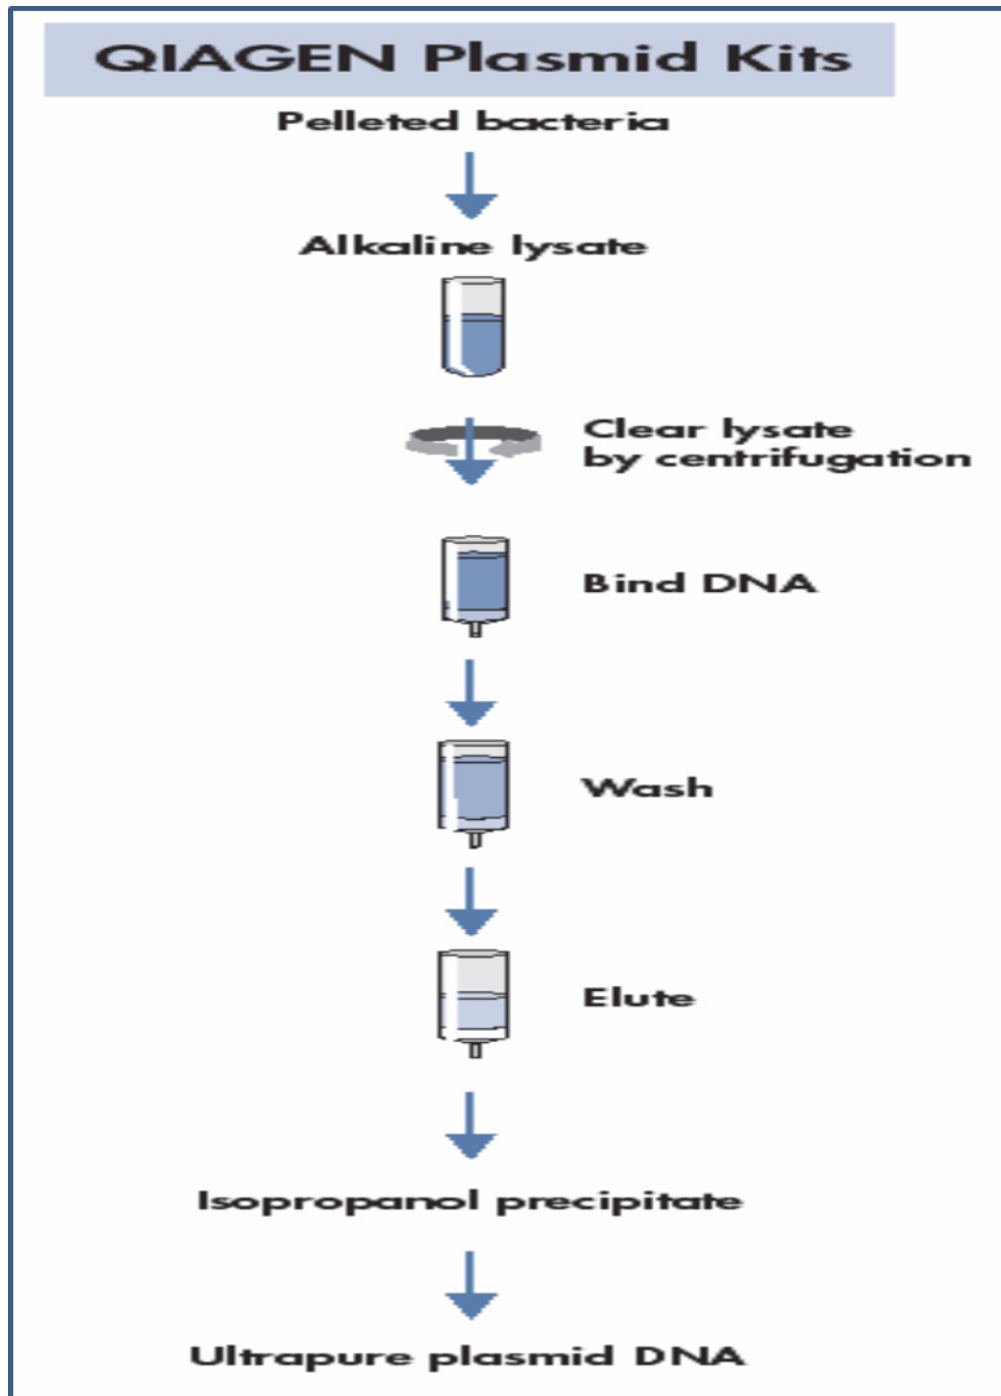 QIAGEN Plasmid Kits
Pelleted bacteria
Alkaline lysate
Clear lysate
by centrifugation
Bind DNA
Wash
Elute
Isopropanol precipitate
Ultrapure plasmid DNA